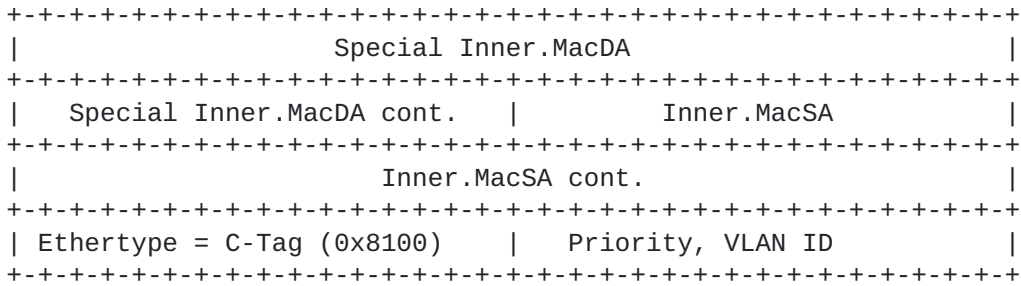 +-+-+-+-+-+-+-+-+-+-+-+-+-+-+-+-+-+-+-+-+-+-+-+-+-+-+-+-+-+-+-+-+
| Special Inner.MacDA |
+-+-+-+-+-+-+-+-+-+-+-+-+-+-+-+-+-+-+-+-+-+-+-+-+-+-+-+-+-+-+-+-+
| Special Inner.MacDA cont. | Inner.MacSA |
+-+-+-+-+-+-+-+-+-+-+-+-+-+-+-+-+-+-+-+-+-+-+-+-+-+-+-+-+-+-+-+-+
| Inner.MacSA cont. |
+-+-+-+-+-+-+-+-+-+-+-+-+-+-+-+-+-+-+-+-+-+-+-+-+-+-+-+-+-+-+-+-+
| Ethertype = C-Tag (0x8100) | Priority, VLAN ID |
+-+-+-+-+-+-+-+-+-+-+-+-+-+-+-+-+-+-+-+-+-+-+-+-+-+-+-+-+-+-+-+-+